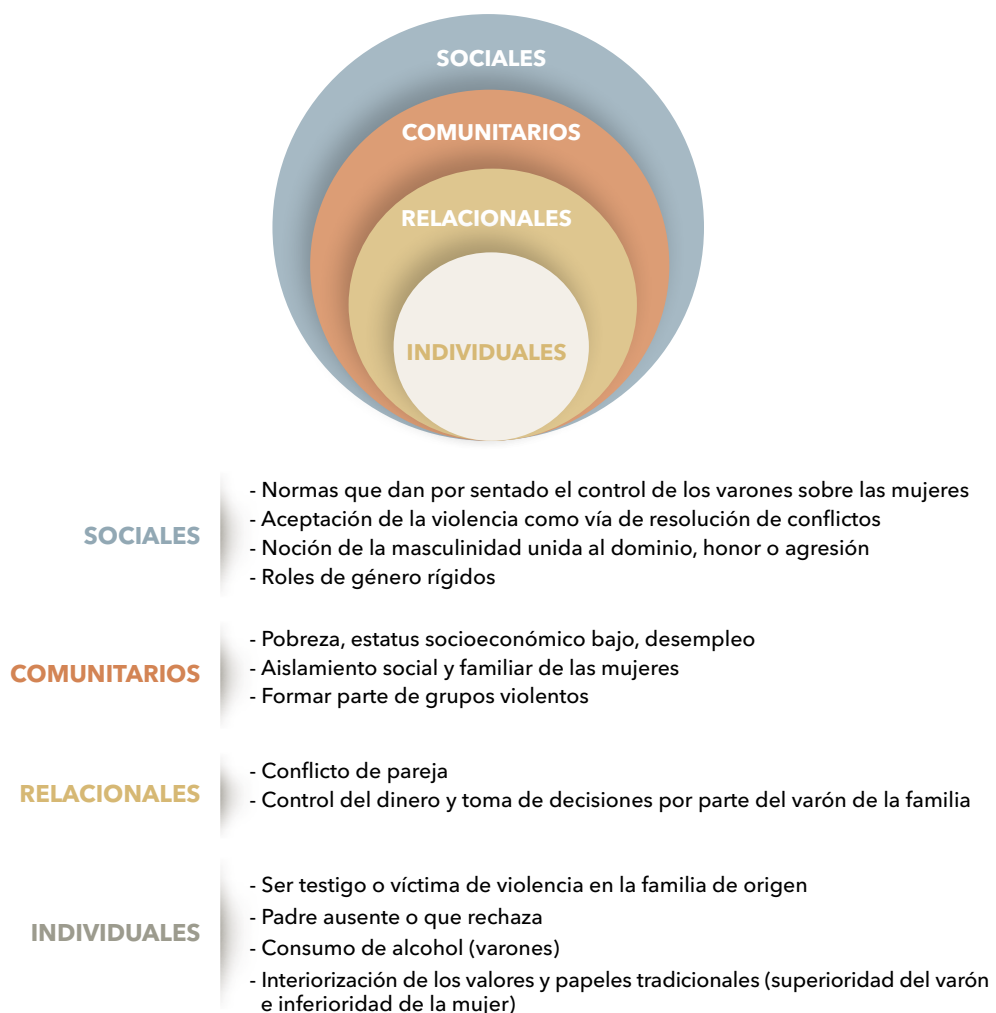 SOCIALES
COMUNITARIOS
RELACIONALES
INDIVIDUALES
SOCIALES
- Normas que dan por sentado el control de los varones sobre las mujeres
- Aceptación de la violencia como vía de resolución de conflictos
- Noción de la masculinidad unida al dominio, honor o agresión
- Roles de género rígidos
COMUNITARIOS
- Pobreza, estatus socioeconómico bajo, desempleo
- Aislamiento social y familiar de las mujeres
- Formar parte de grupos violentos
RELACIONALES
- Conflicto de pareja
- Control del dinero y toma de decisiones por parte del varón de la familia
INDIVIDUALES
- Ser testigo o víctima de violencia en la familia de origen
- Padre ausente o que rechaza
- Consumo de alcohol (varones)
- Interiorización de los valores y papeles tradicionales (superioridad del varón
e inferioridad de la mujer)